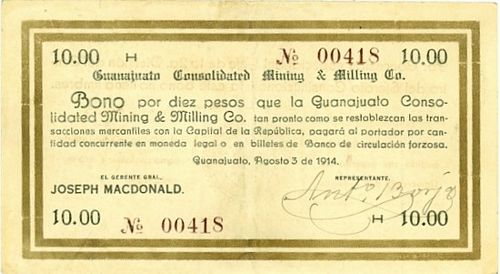 10.00 H No 00418 10.00
Guanajuato Consolidated Mining & Milling Co.
Bono por diez pesos que la Guanajuato Conso-
lidated Mining & Milling Co. tan pronto como se restablezcan las tran-
sacciones mercantiles con la Capital de la República, pagará al portador por can-
tidad concurrente en moneda legal o en billetes de Banco de circulación forzosa.
Guanajuato, Agosto 3 de 1914.
EL GERENTE GRAL. REPRESENTANTE.
JOSEPH MACDONALD. Anto Borja
10.00 No 00418 H 10.00